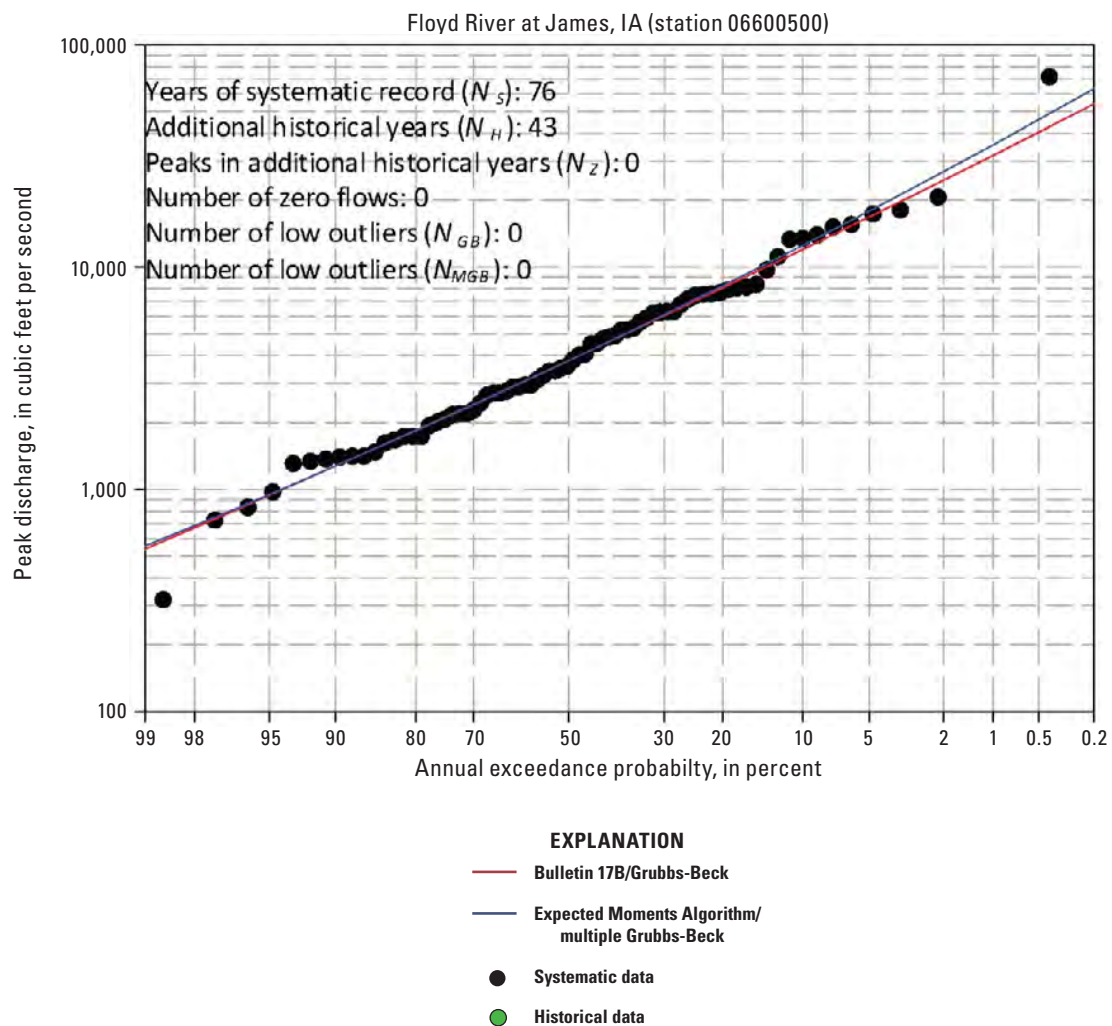 Floyd River at James, IA (station 06600500)
100,000
10,000
1,000
100
Peak discharge, in cubic feet per second
Years of systematic record (N S): 76
Additional historical years (N H): 43
Peaks in additional historical years (N Z): 0
Number of zero flows: 0
Number of low outliers (N GB): 0
Number of low outliers (N MGB): 0
99 98 95 90 80 70 50 30 20 10 5 2 1 0.5 0.2
Annual exceedance probabilty, in percent
EXPLANATION
Bulletin 17B/Grubbs-Beck
Expected Moments Algorithm/
multiple Grubbs-Beck
Systematic data
Historical data